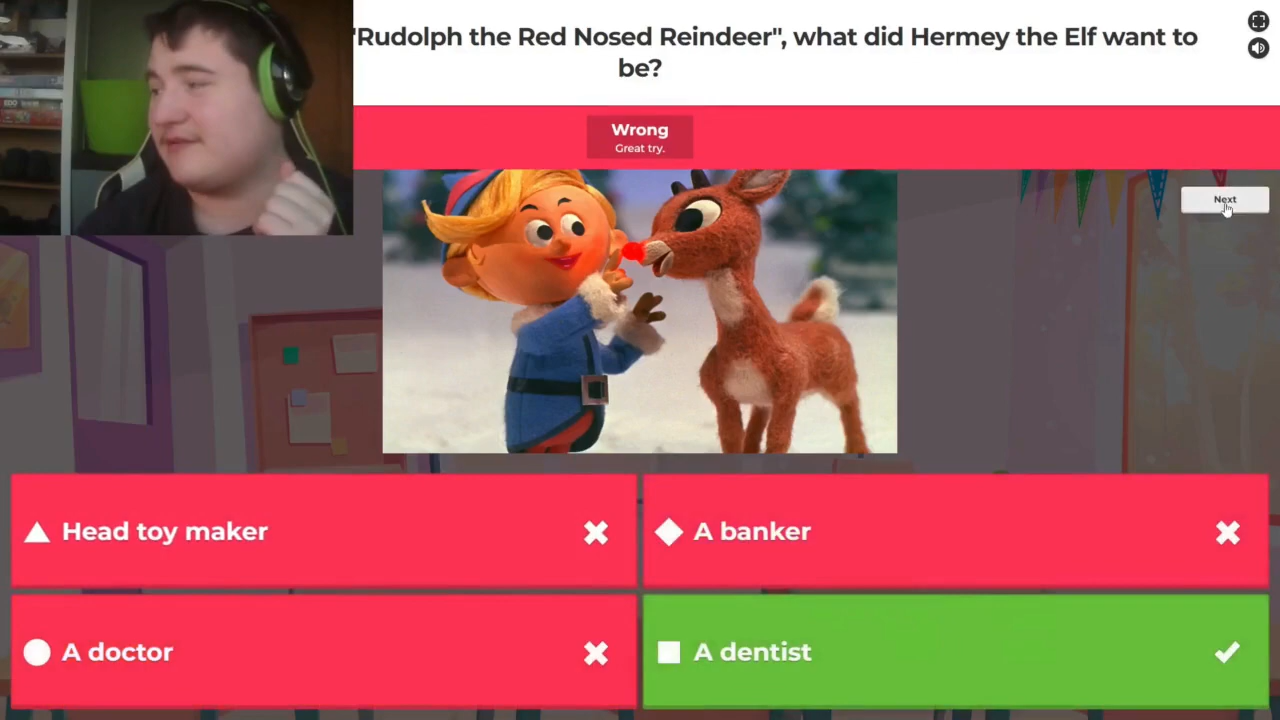 "Rudolph the Red Nosed Reindeer", what did Hermey the Elf want to
be?
Wrong
Great try.
Next
Head toy maker
A banker
A doctor
A dentist